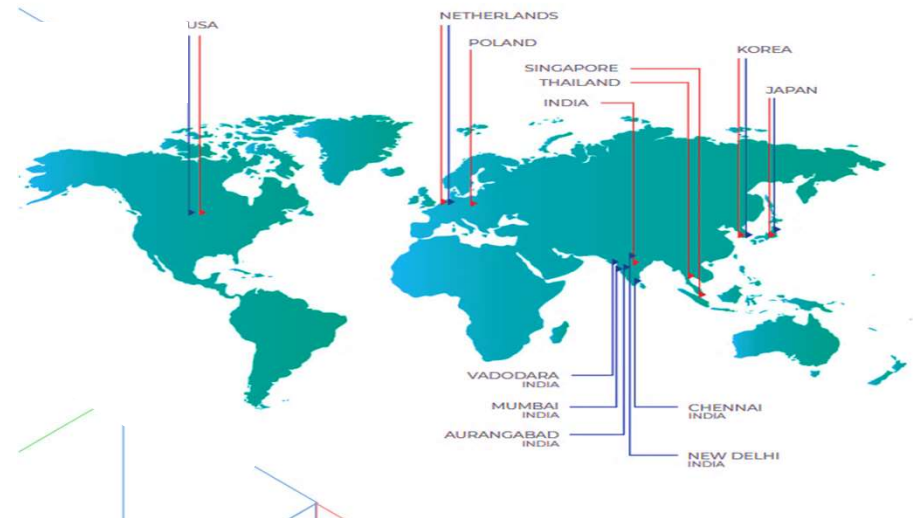 USA
NETHERLANDS
POLAND
KOREA
SINGAPORE
THAILAND
JAPAN
INDIA
VADODARA
INDIA
MUMBAI
INDIA
CHENNAI
INDIA
AURANGABAD
INDIA
NEW DELHI
INDIA